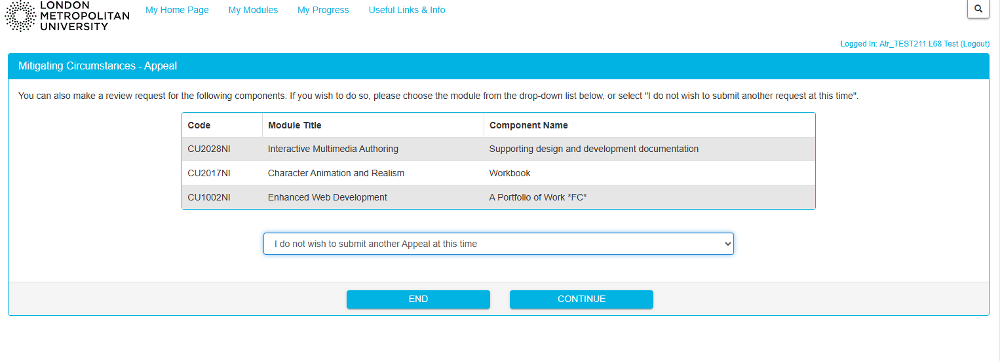 LONDON
METROPOLITAN
UNIVERSITY
My Home Page My Modules My Progress Useful Links & Info
Logged In: Atr_TEST211 L68 Test (Logout)
Mitigating Circumstances - Appeal
You can also make a review request for the following components. If you wish to do so, please choose the module from the drop-down list below, or select "I do not wish to submit another request at this time".
Code Module Title Component Name
CU2028NI Interactive Multimedia Authoring Supporting design and development documentation
CU2017NI Character Animation and Realism Workbook
CU1002NI Enhanced Web Development A Portfolio of Work *FC*
I do not wish to submit another Appeal at this time
END CONTINUE